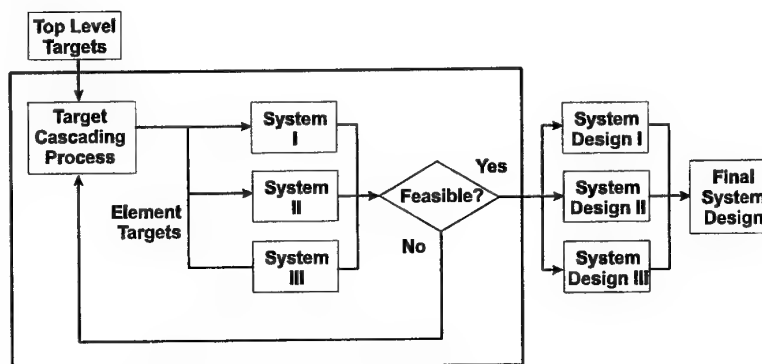 Top Level
Targets
Target
Cascading
Process
Element
Targets
System
I
System
II
System
III
Feasible?
Yes
No
System
Design I
System
Design II
System
Design III
Final
System
Design